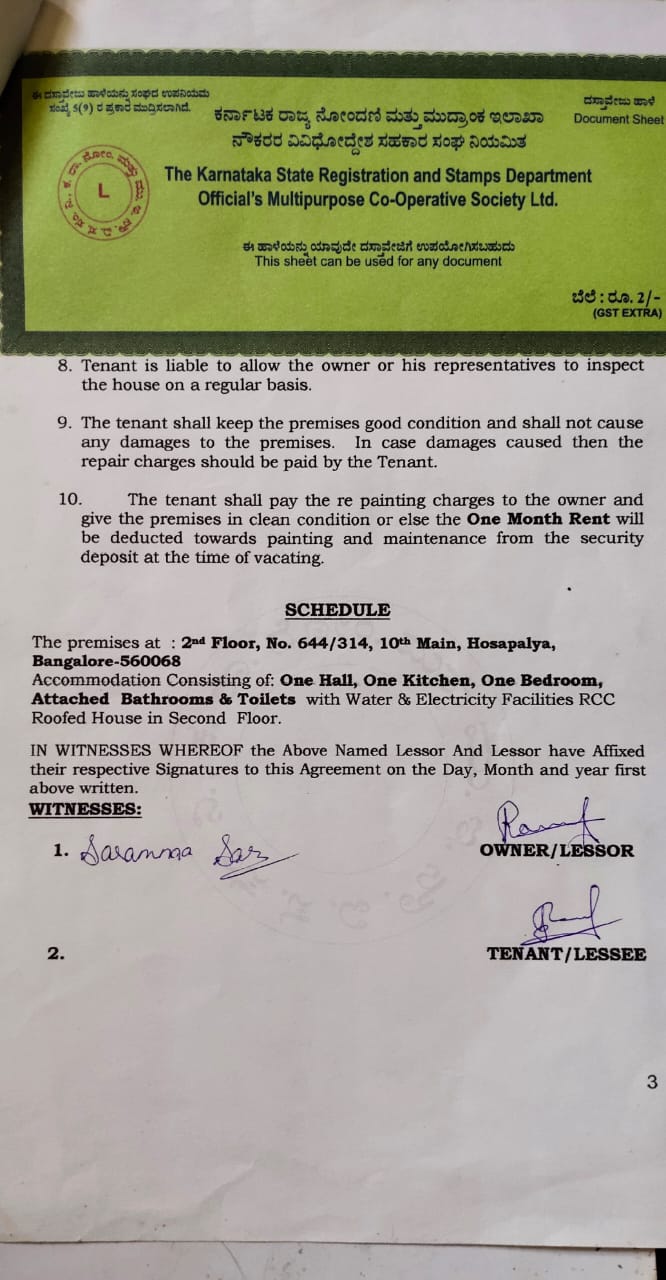 ಈ ದಸ್ತಾವೇಜು ಹಾಳೆಯನ್ನು ಸಂಘದ ಉಪನಿಯಮ
ಸಂಖ್ಯೆ 5(9) ರ ಪ್ರಕಾರ ಮುದ್ರಿಸಲಾಗಿದೆ.
ದಸ್ತಾವೇಜು ಹಾಳೆ
Document Sheet
ಕರ್ನಾಟಕ ರಾಜ್ಯ ನೋಂದಣಿ ಮತ್ತು ಮುದ್ರಾಂಕ ಇಲಾಖಾ
ನೌಕರರ ವಿವಿಧೋದ್ದೇಶ ಸಹಕಾರ ಸಂಘ ನಿಯಮಿತ
L
The Karnataka State Registration and Stamps Department
Official's Multipurpose Co-Operative Society Ltd.
ಈ ಹಾಳೆಯನ್ನು ಯಾವುದೇ ದಸ್ತಾವೇಜಿಗೆ ಉಪಯೋಗಿಸಬಹುದು
This sheet can be used for any document
ಬೆಲೆ : ರೂ. 2/-
(GST EXTRA)
8. Tenant is liable to allow the owner or his representatives to inspect
the house on a regular basis.
9. The tenant shall keep the premises good condition and shall not cause
any damages to the premises. In case damages caused then the
repair charges should be paid by the Tenant.
10. The tenant shall pay the re painting charges to the owner and
give the premises in clean condition or else the One Month Rent will
be deducted towards painting and maintenance from the security
deposit at the time of vacating.
SCHEDULE
The premises at : 2nd Floor, No. 644/314, 10th Main, Hosapalya,
Bangalore-560068
Accommodation Consisting of: One Hall, One Kitchen, One Bedroom,
Attached Bathrooms & Toilets with Water & Electricity Facilities RCC
Roofed House in Second Floor.
IN WITNESSES WHEREOF the Above Named Lessor And Lessor have Affixed
their respective Signatures to this Agreement on the Day, Month and year first
above written.
WITNESSES:
1.
OWNER/LESSOR
2.
TENANT/LESSEE
3